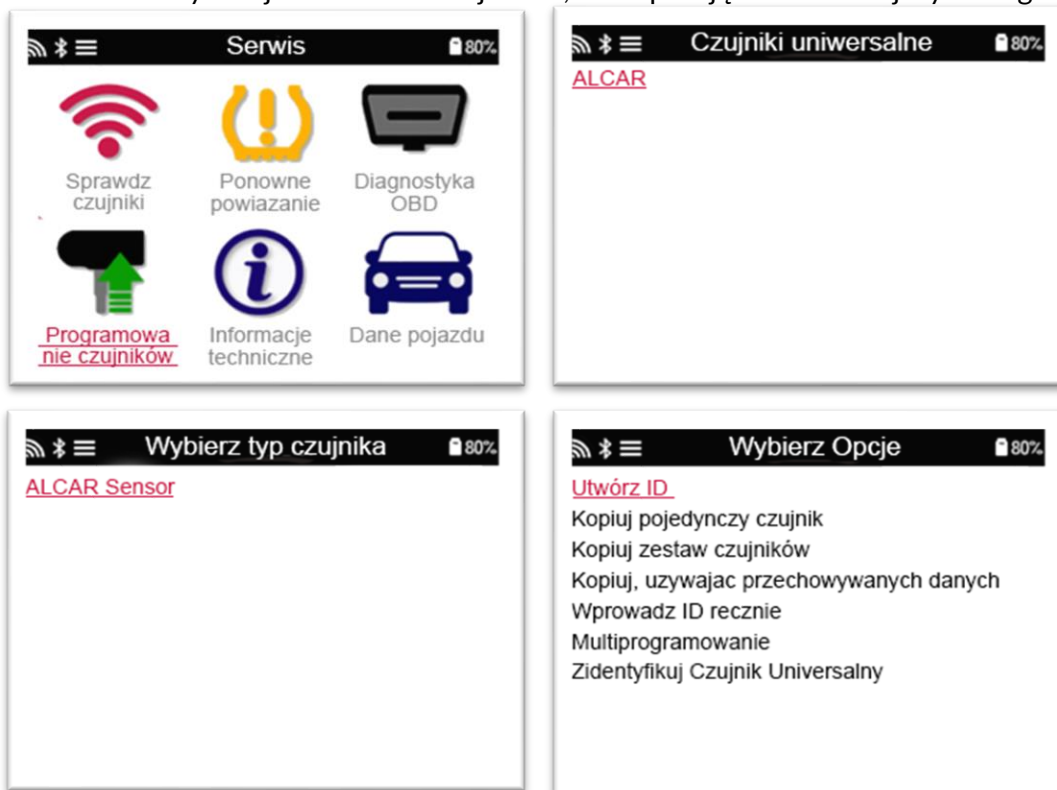 Serwis
80%
Sprawdz
czujniki
Ponowne
powiazanie
Diagnostyka
OBD
Programowa
nie czujników
Informacje
techniczne
Dane pojazdu
Czujniki uniwersalne
80%
ALCAR
Wybierz typ czujnika
80%
ALCAR Sensor
Wybierz Opcje
80%
Utwórz ID
Kopiuj pojedynczy czujnik
Kopiuj zestaw czujników
Kopiuj, uzywajac przechowywanych danych
Wprowadz ID recznie
Multiprogramowanie
Zidentyfikuj Czujnik Universalny